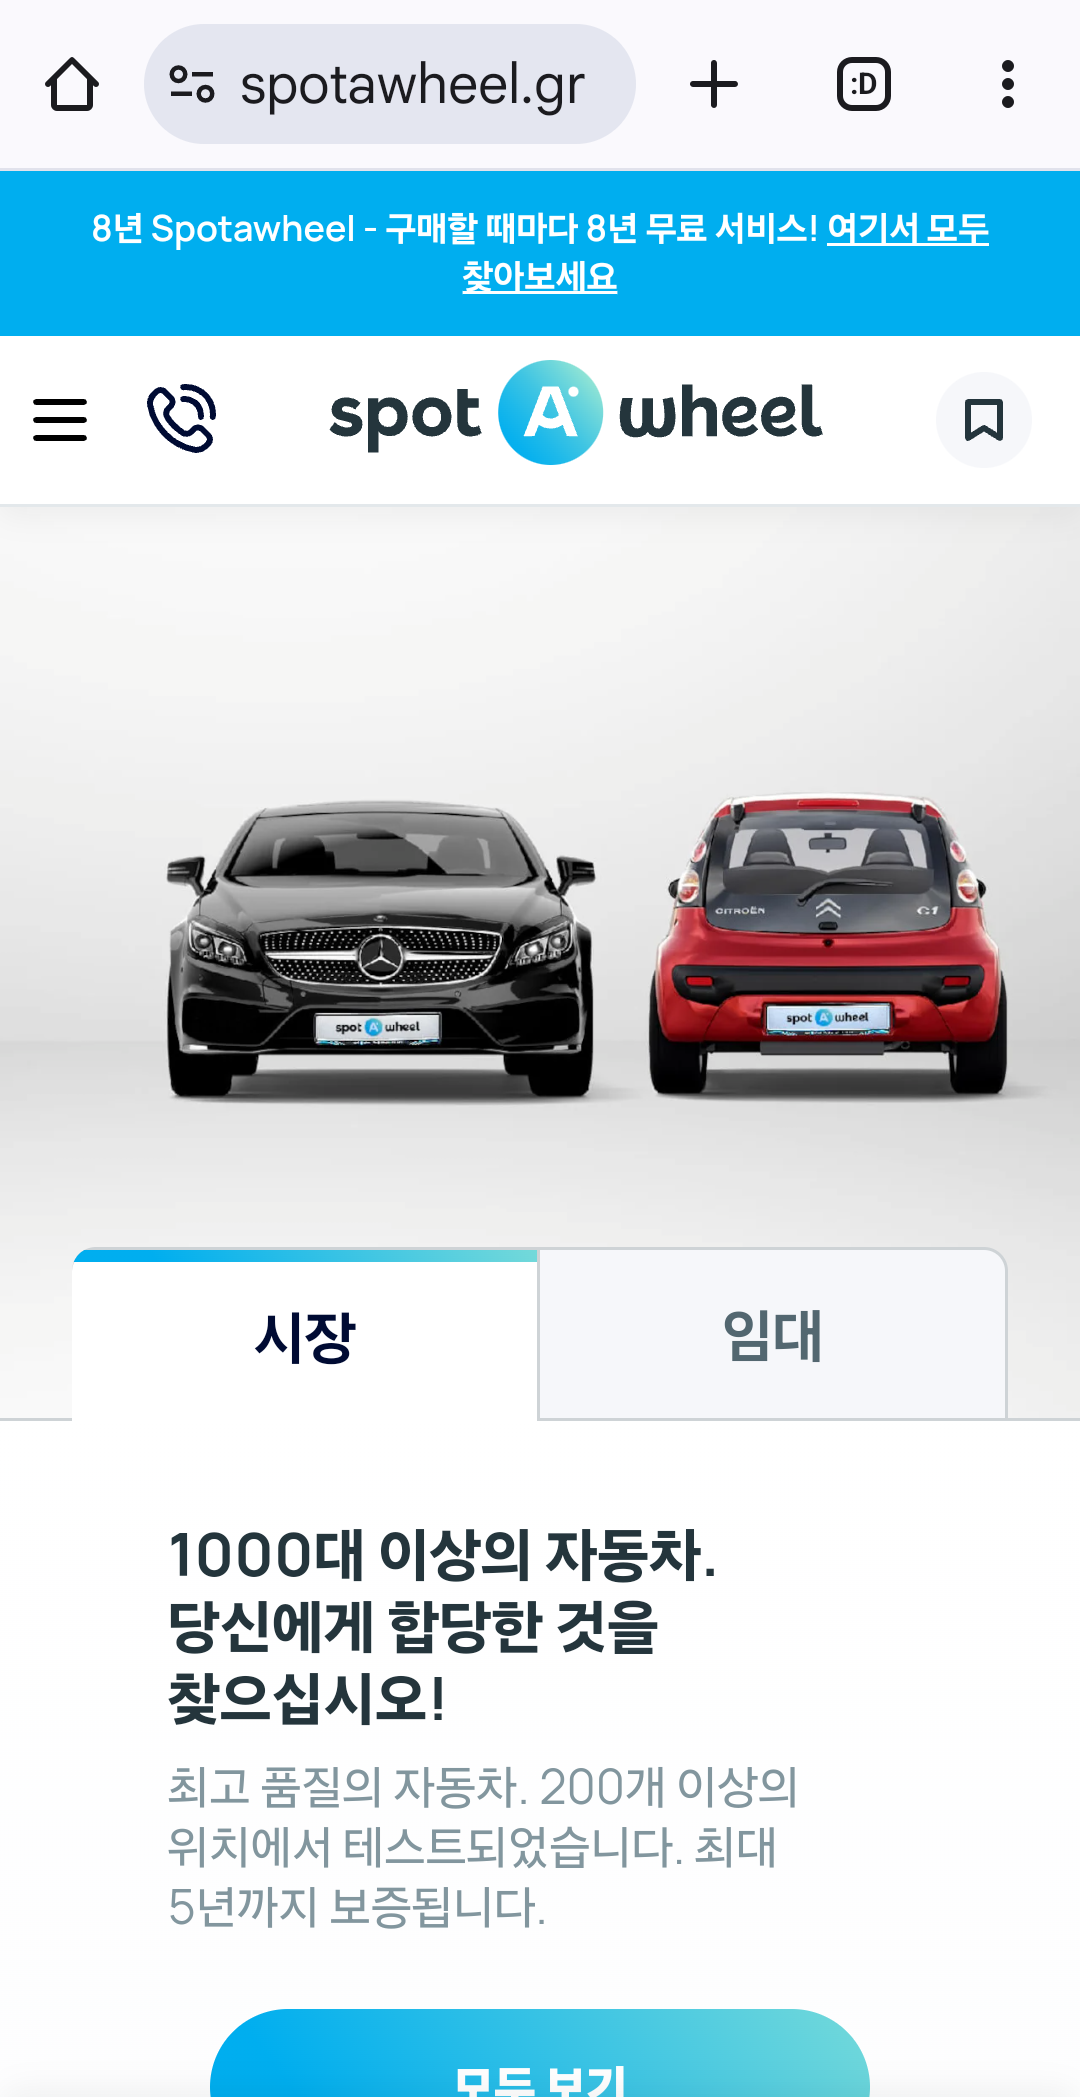 spotawheel.gr
:D
8년 Spotawheel - 구매할 때마다 8년 무료 서비스! 여기서 모두
찾아보세요
spot A wheel
CITROËN C1
spot A wheel
spot A wheel
시장
임대
1000대 이상의 자동차.
당신에게 합당한 것을
찾으십시오!
최고 품질의 자동차. 200개 이상의
위치에서 테스트되었습니다. 최대
5년까지 보증됩니다.
모두 보기